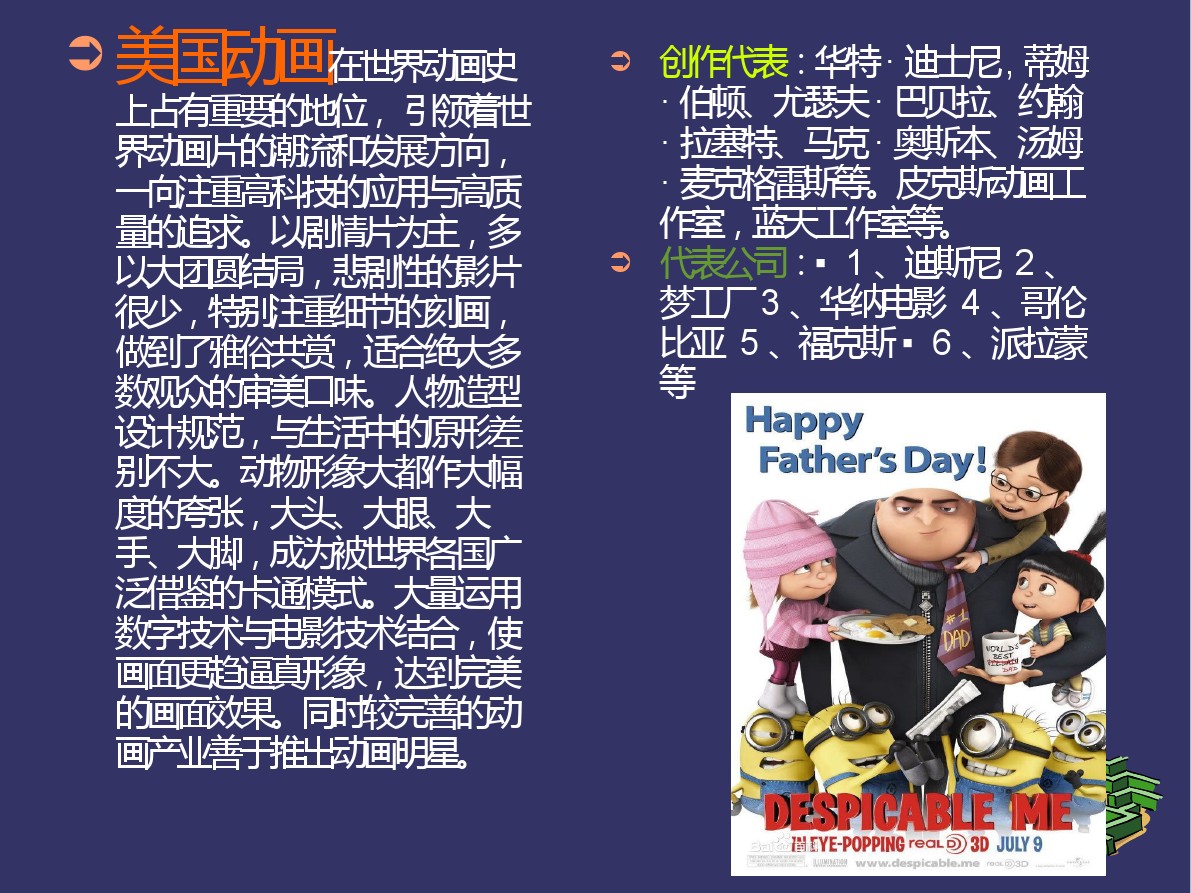 美国动画在世界动画史
上占有重要的地位， 引领着世
界动画片的潮流和发展方向，
一向注重高科技的应用与高质
量的追求。以剧情片为主，多
以大团圆结局，悲剧性的影片
很少，特别注重细节的刻画，
做到了雅俗共赏，适合绝大多
数观众的审美口味。人物造型
设计规范，与生活中的原形差
别不大。动物形象大都作大幅
度的夸张，大头、大眼、大
手、大脚，成为被世界各国广
泛借鉴的卡通模式。大量运用
数字技术与电影技术结合，使
画面更趋逼真形象，达到完美
的画面效果。同时较完善的动
画产业善于推出动画明星。
创作代表：华特·迪士尼，蒂姆
·伯顿、尤瑟夫·巴贝拉、约翰
·拉塞特、马克·奥斯本、汤姆
·麦克格雷斯等。皮克斯动画工
作室，蓝天工作室等。
代表公司：▪ 1 、迪斯尼 2 、
梦工厂 3 、华纳电影 4 、哥伦
比亚 5 、福克斯 ▪ 6 、派拉蒙
等
Happy
Father's Day!
#1
DAD
WORLD'S
BEST
DAD
DESPICABLE ME
IN EYE-POPPING REAL D 3D JULY 9
ILLUMINATION www.despicable.me REAL D 3D